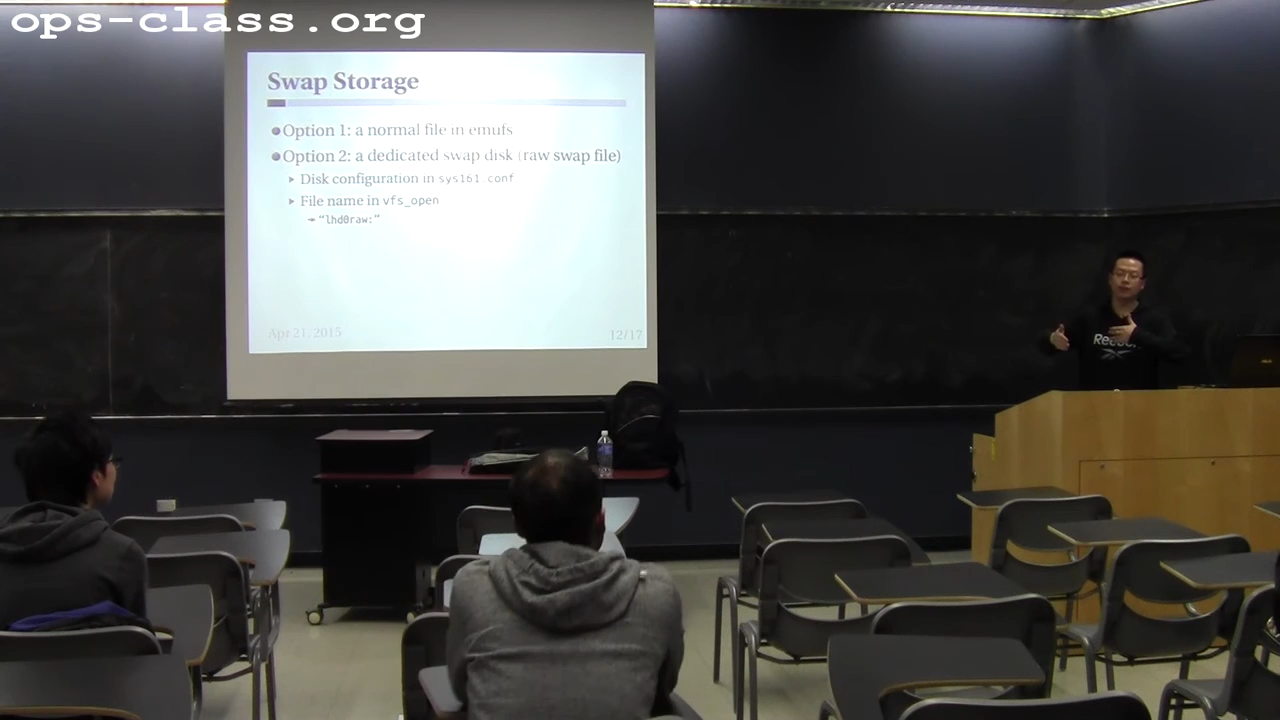 ops-class.org
Swap Storage
Option 1: a normal file in emufs
Option 2: a dedicated swap disk (raw swap file)
Disk configuration in sys161.conf
File name in vfs_open
"lhd0raw:"
Apr 21, 2015
12/17